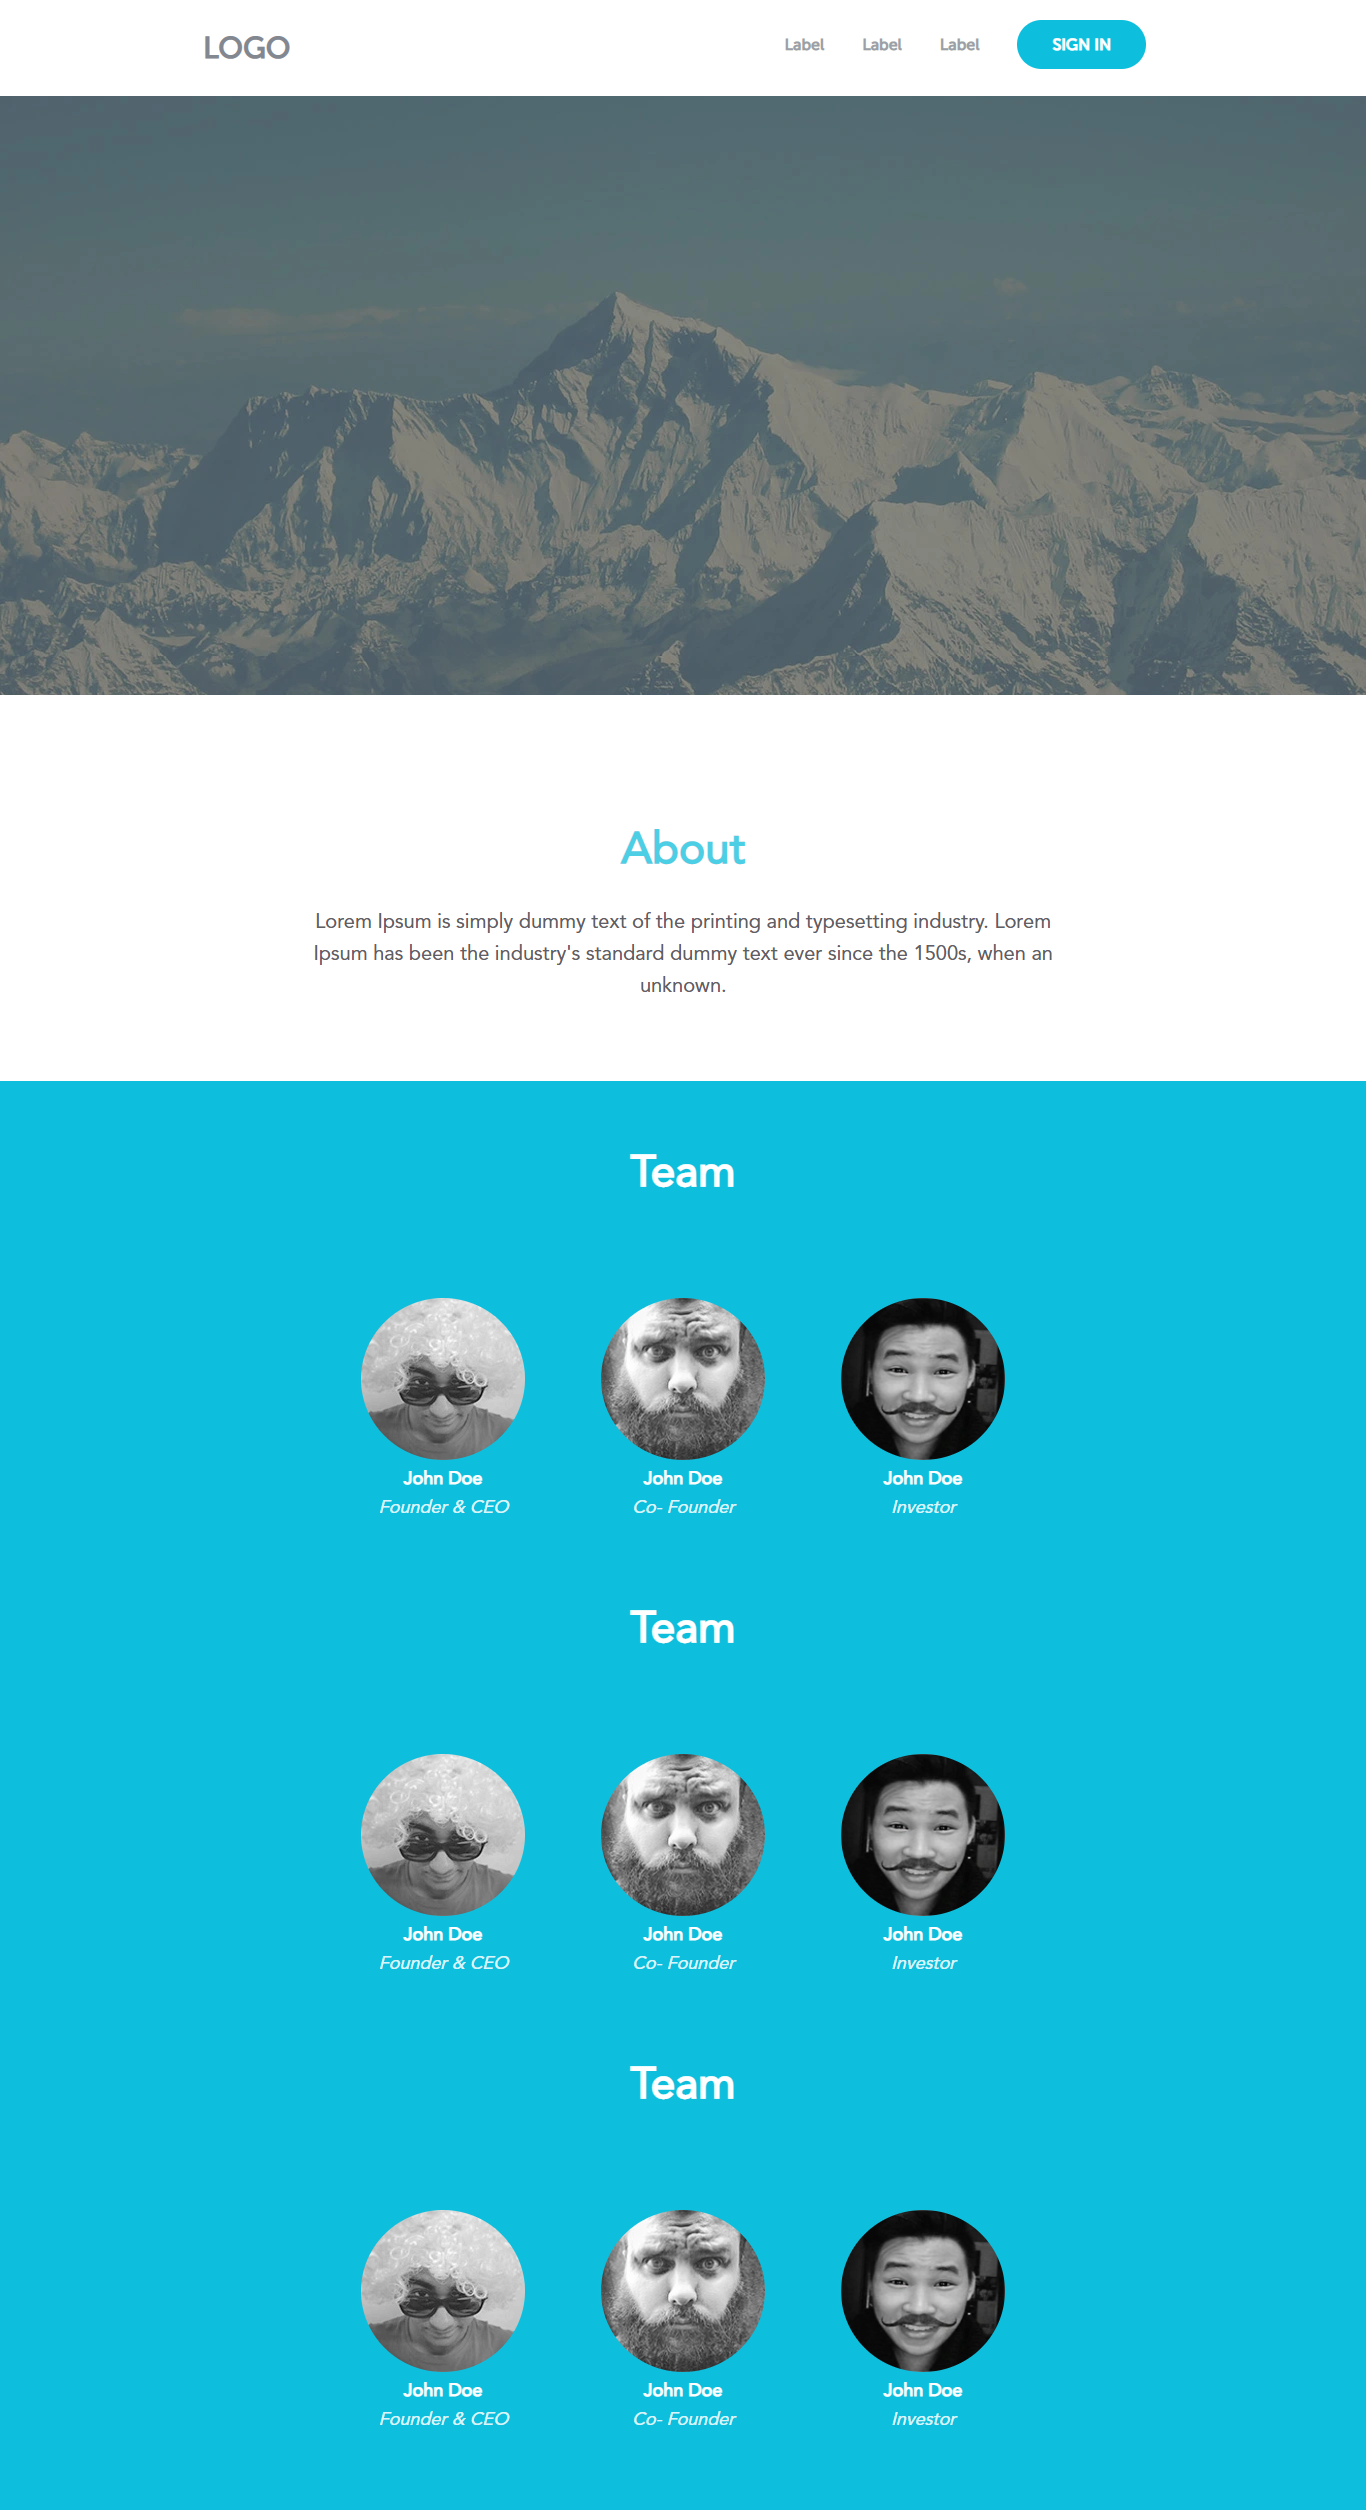 LOGO
Label Label Label SIGN IN
About
Lorem Ipsum is simply dummy text of the printing and typesetting industry. Lorem
Ipsum has been the industry's standard dummy text ever since the 1500s, when an
unknown.
Team
John Doe John Doe John Doe
Founder & CEO Co- Founder Investor
Team
John Doe John Doe John Doe
Founder & CEO Co- Founder Investor
Team
John Doe John Doe John Doe
Founder & CEO Co- Founder Investor